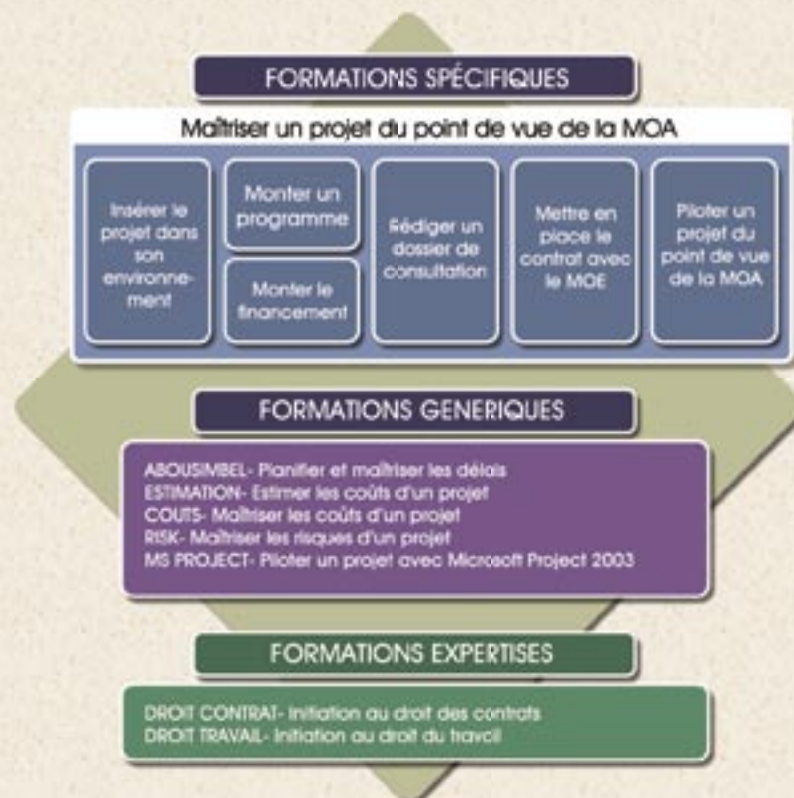 FORMATIONS SPÉCIFIQUES
Maîtriser un projet du point de vue de la MOA
Insérer le
projet dans
son
environne-
ment
Monter un
programme
Monter le
financement
Rédiger un
dossier de
consultation
Mettre en
place le
contrat avec
le MOE
Piloter un
projet du
point de vue
de la MOA
FORMATIONS GENERIQUES
ABOUSIMBEL- Planifier et maîtriser les délais
ESTIMATION- Estimer les coûts d'un projet
COUTS- Maîtriser les coûts d'un projet
RISK- Maîtriser les risques d'un projet
MS PROJECT- Piloter un projet avec Microsoft Project 2003
FORMATIONS EXPERTISES
DROIT CONTRAT- Initiation au droit des contrats
DROIT TRAVAIL- Initiation au droit du travail